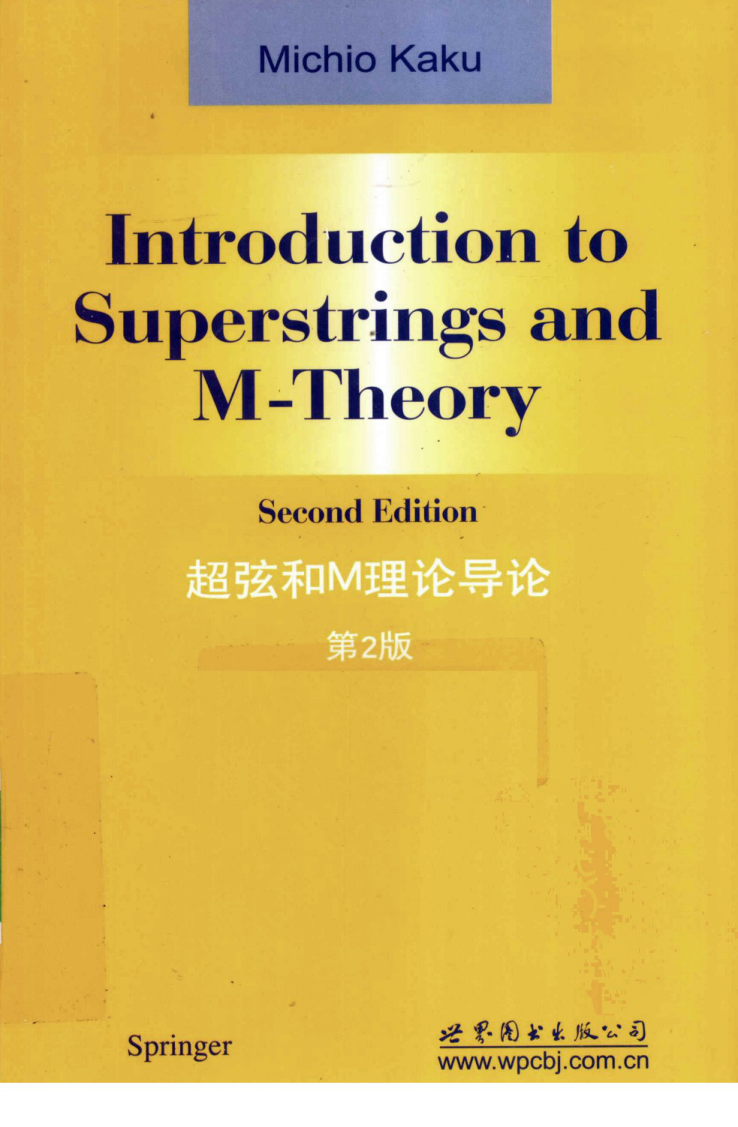 Michio Kaku
Introduction to
Superstrings and
M-Theory
Second Edition
超弦和M理论导论
第2版
Springer
世界图书出版公司
www.wpcbj.com.cn